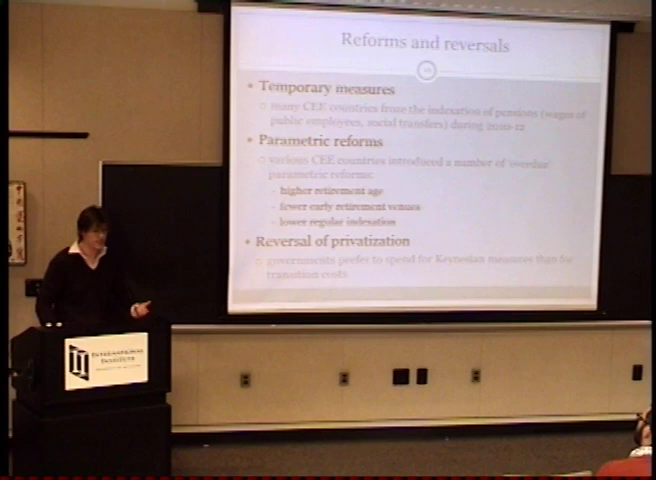 Reforms and reversals
Temporary measures
many CEE countries froze the indexation of pensions (wages of
public employees, social transfers) during 2010-12
Parametric reforms
various CEE countries introduced a number of 'overdue'
parametric reforms:
higher retirement age
fewer early retirement venues
lower regular indexation
Reversal of privatization
governments prefer to spend for Keynesian measures than for
transition costs
INTERNATIONAL
INSTITUTE